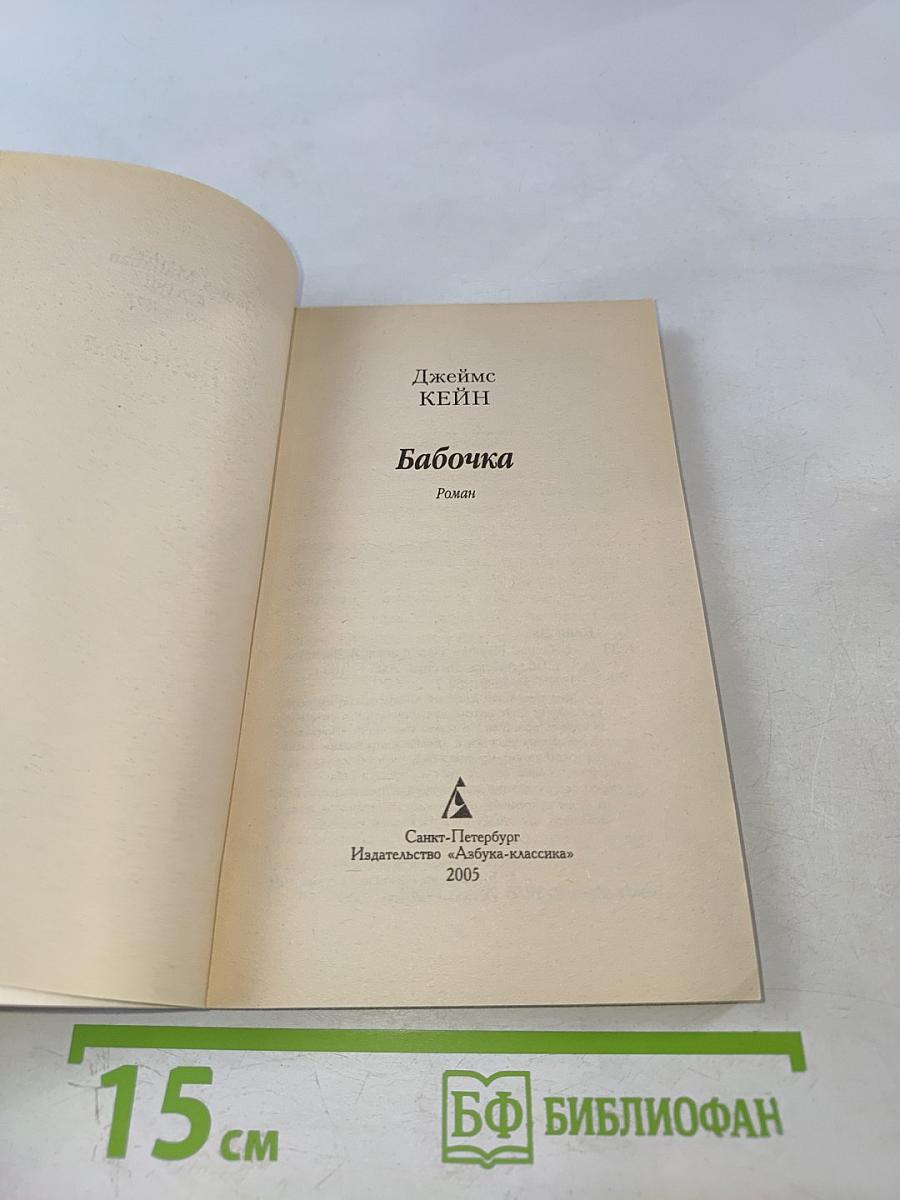 Джеймс
КЕЙН
Бабочка
Роман
Санкт-Петербург
Издательство «Азбука-классика»
2005
15 см
БФ БИБЛИОФАН